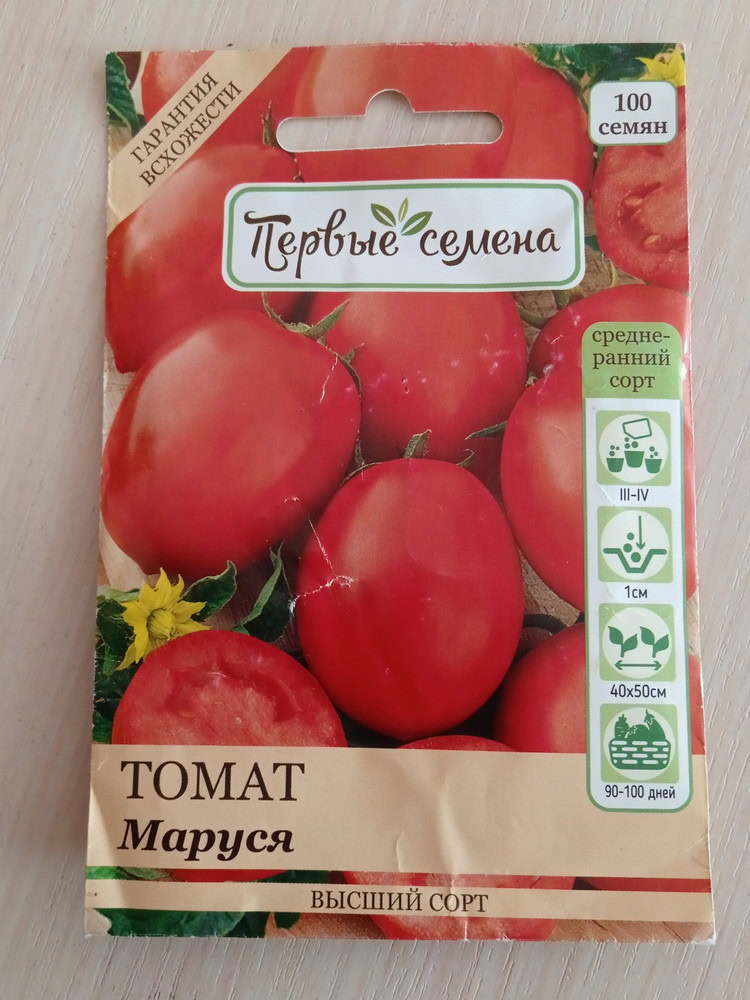 ГАРАНТИЯ
ВСХОЖЕСТИ
100
семян
Первые семена
средне-
ранний
сорт
III-IV
1см
40х50см
90-100 дней
ТОМАТ
Маруся
ВЫСШИЙ СОРТ